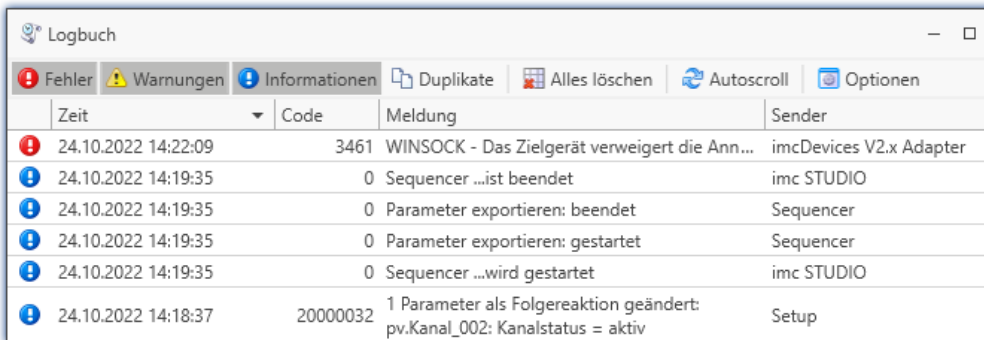 Logbuch
Fehler Warnungen Informationen Duplikate Alles löschen Autoscroll Optionen
Zeit Code Meldung Sender
24.10.2022 14:22:09 3461 WINSOCK - Das Zielgerät verweigert die Ann... imcDevices V2.x Adapter
24.10.2022 14:19:35 0 Sequencer ...ist beendet imc STUDIO
24.10.2022 14:19:35 0 Parameter exportieren: beendet Sequencer
24.10.2022 14:19:35 0 Parameter exportieren: gestartet Sequencer
24.10.2022 14:19:35 0 Sequencer ...wird gestartet imc STUDIO
24.10.2022 14:18:37 20000032 1 Parameter als Folgereaktion geändert: Setup
pv.Kanal_002: Kanalstatus = aktiv